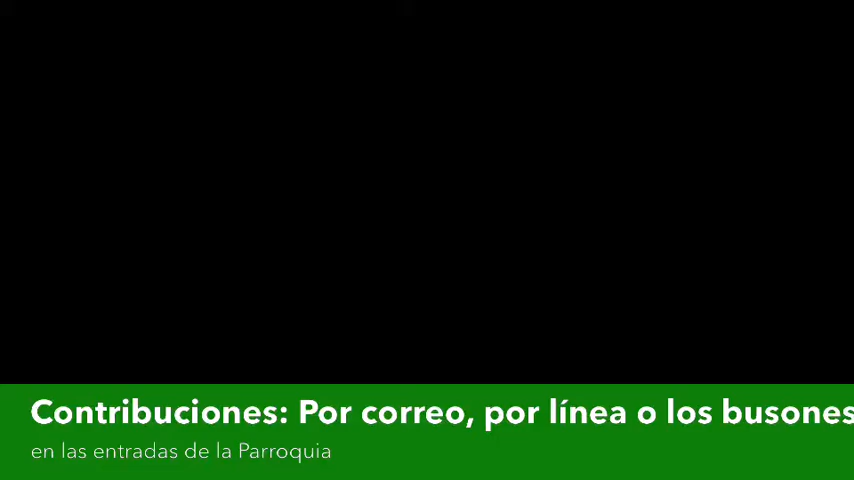 Contribuciones: Por correo, por línea o los busones
en las entradas de la Parroquia